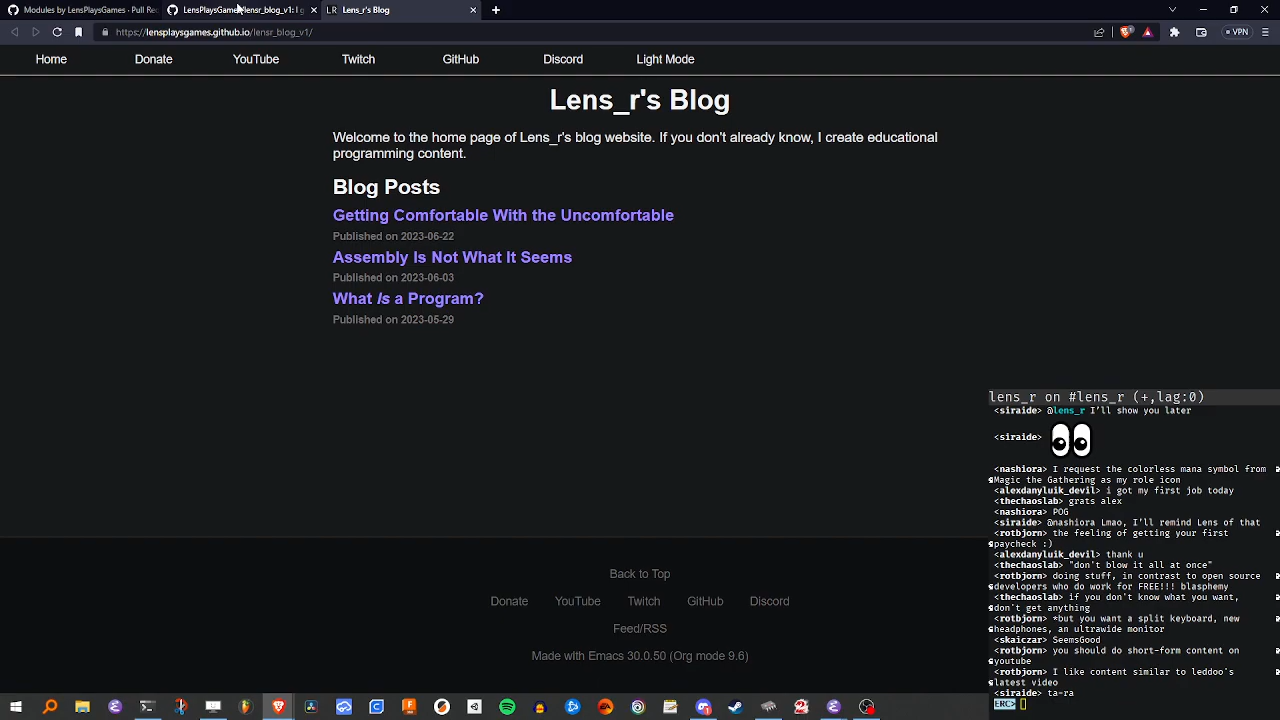 Modules by LensPlaysGames · Pull Rec
LensPlaysGames/lensr_blog_v1: I g
LR Lens_r's Blog
https://lensplaysgames.github.io/lensr_blog_v1/
VPN
Home Donate YouTube Twitch GitHub Discord Light Mode
Lens_r's Blog
Welcome to the home page of Lens_r's blog website. If you don't already know, I create educational
programming content.
Blog Posts
Getting Comfortable With the Uncomfortable
Published on 2023-06-22
Assembly Is Not What It Seems
Published on 2023-06-03
What Is a Program?
Published on 2023-05-29
Back to Top
Donate YouTube Twitch GitHub Discord
Feed/RSS
Made with Emacs 30.0.50 (Org mode 9.6)
lens_r on #lens_r (+,lag:0)
<siraide> @lens_r I'll show you later
<siraide>
<nashiora> I request the colorless mana symbol from
Magic the Gathering as my role icon
<alexdanyluik_devil> i got my first job today
<thechaoslab> grats alex
<nashiora> POG
<siraide> @nashiora Lmao, I'll remind Lens of that
<rotbjorn> the feeling of getting your first
paycheck :)
<alexdanyluik_devil> thank u
<thechaoslab> "don't blow it all at once"
<rotbjorn> doing stuff, in contrast to open source
developers who do work for FREE!!! blasphemy
<thechaoslab> if you don't know what you want,
don't get anything
<rotbjorn> *but you want a split keyboard, new
headphones, an ultrawide monitor
<skaiczar> SeemsGood
<rotbjorn> you should do short-form content on
youtube
<rotbjorn> I like content similar to leddoo's
latest video
<siraide> ta-ra
ERC>